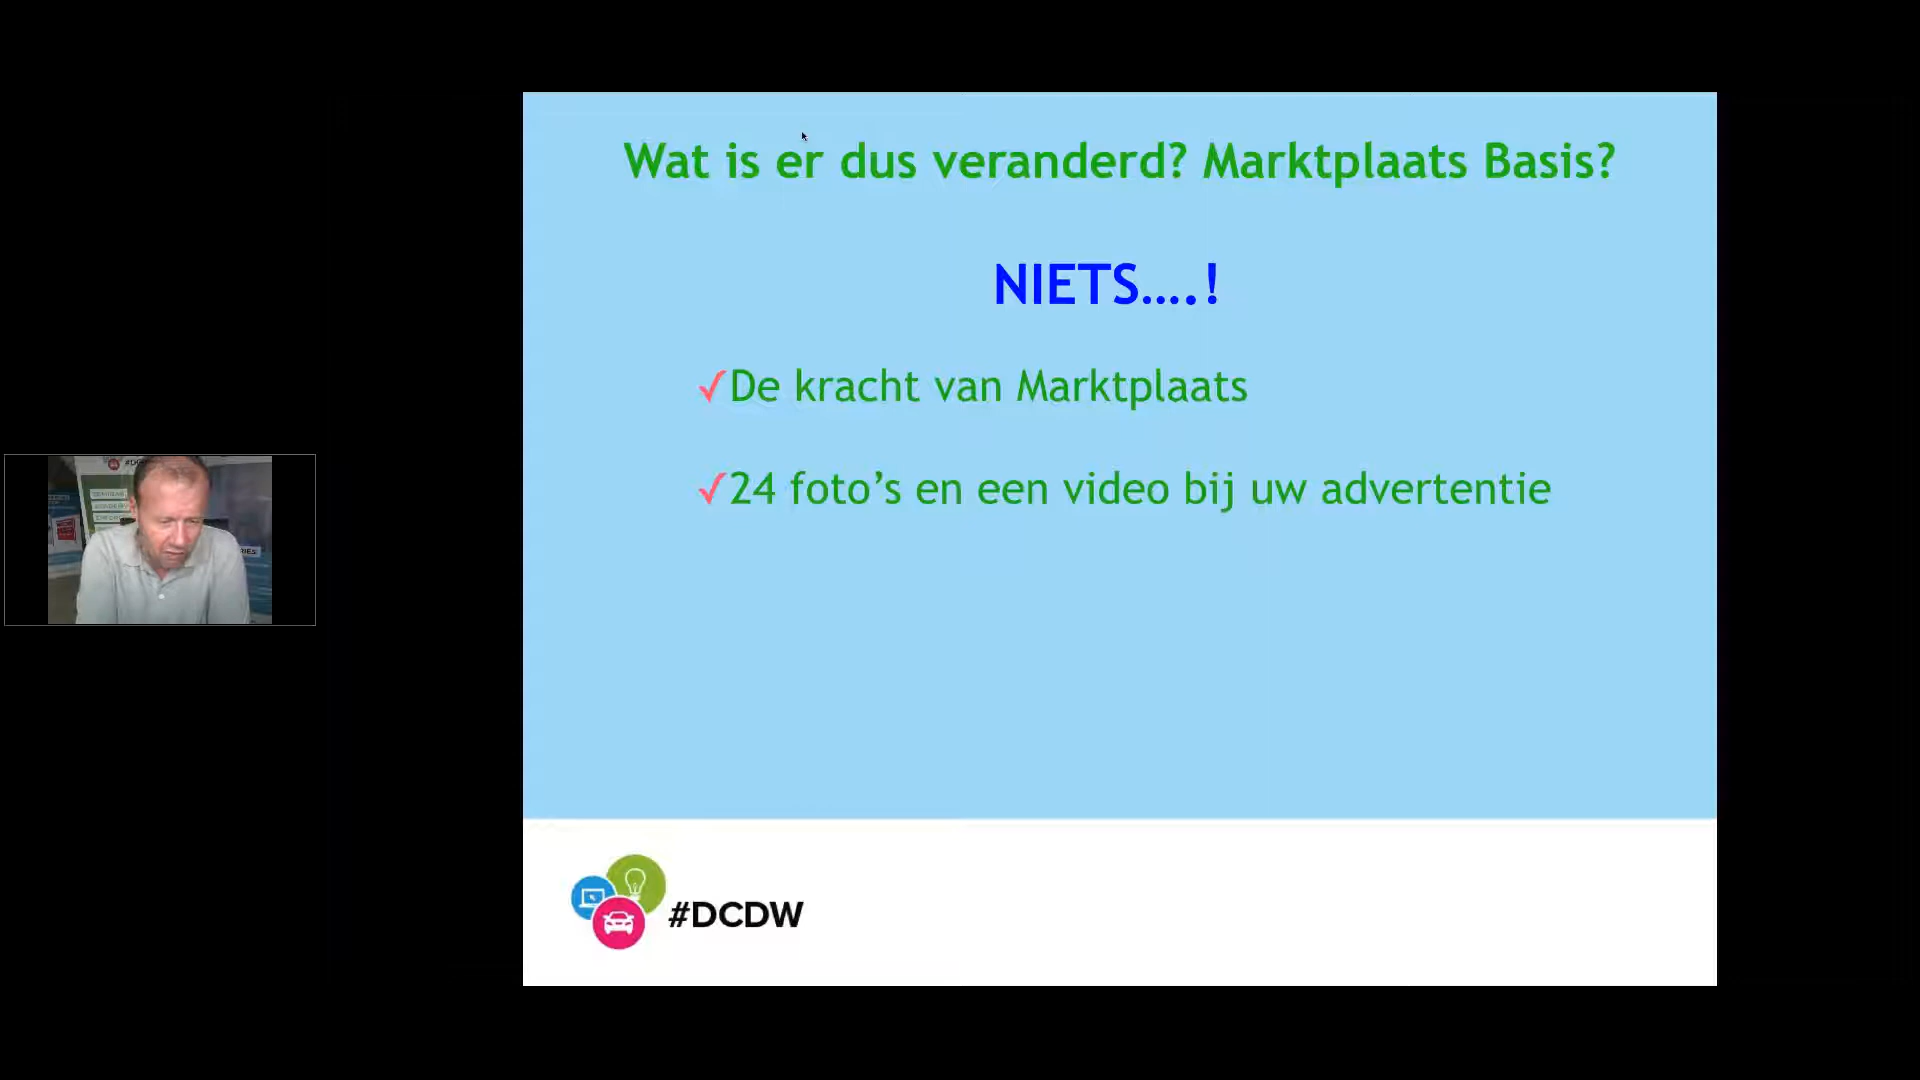 Wat is er dus veranderd? Marktplaats Basis?
NIETS....!
✓De kracht van Marktplaats
✓24 foto’s en een video bij uw advertentie
#DCDW